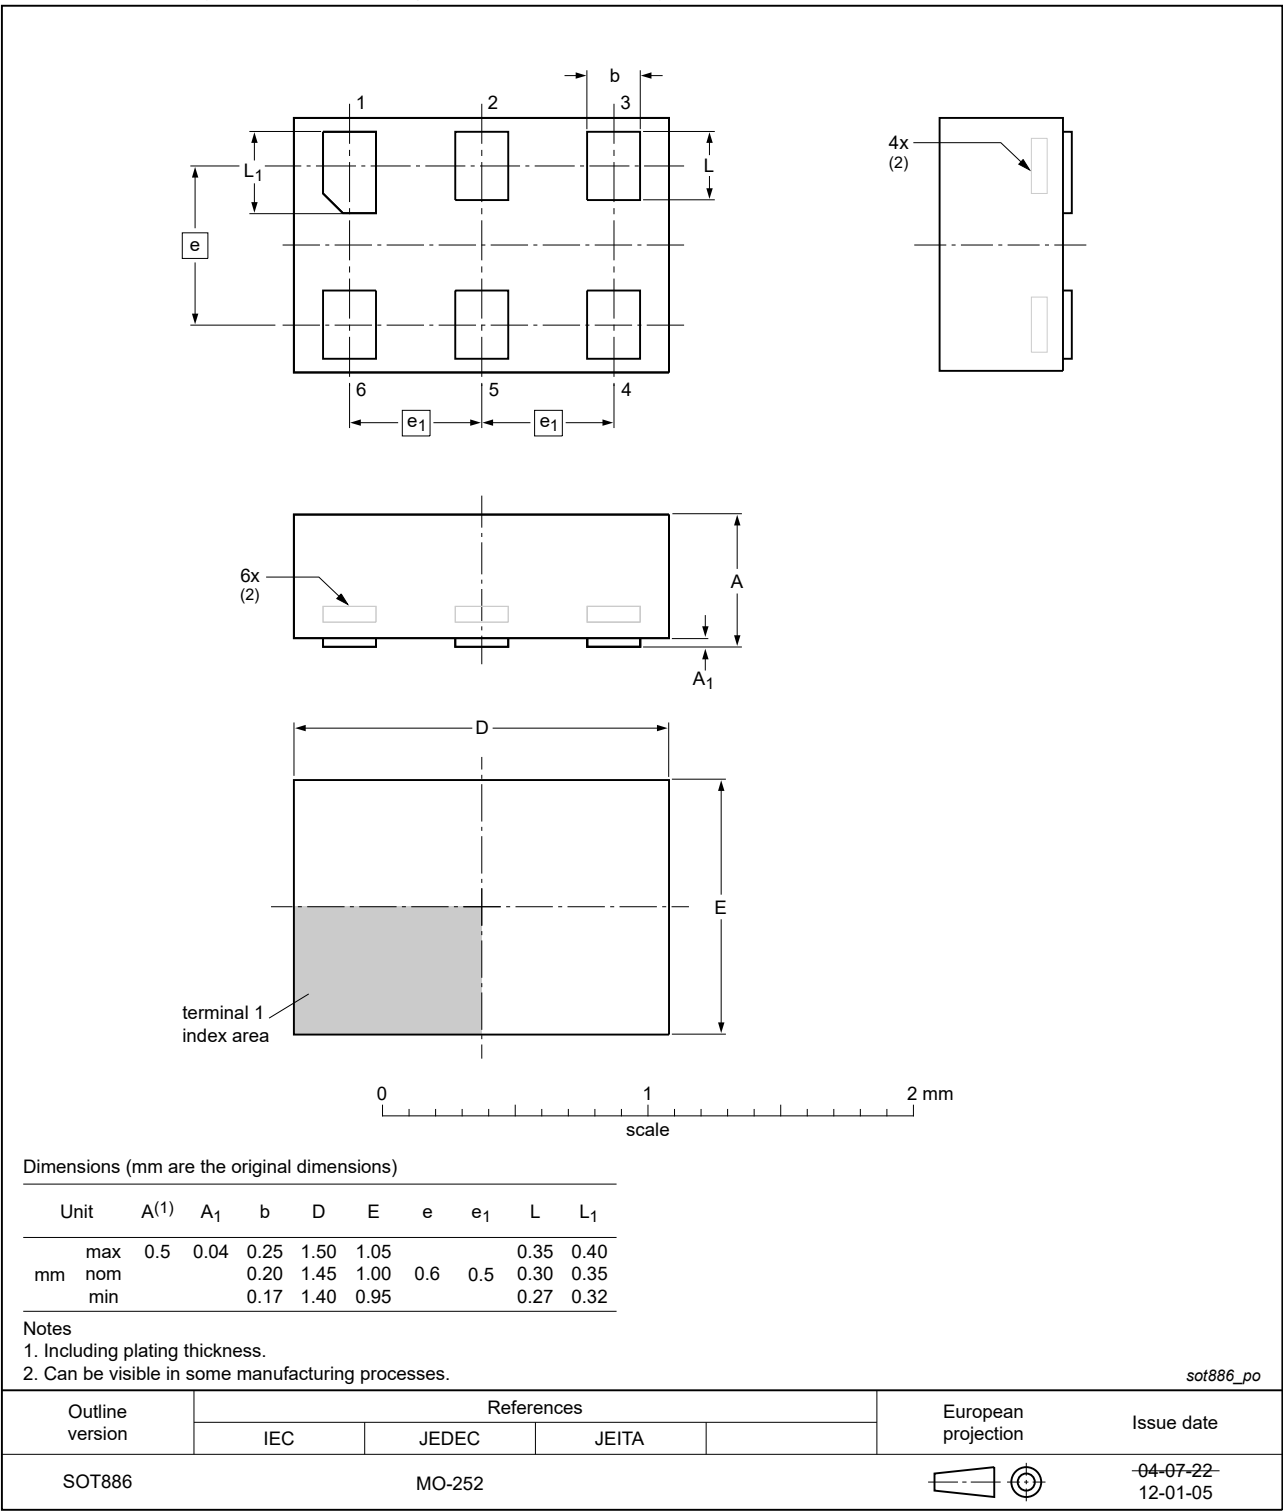 b
1 2 3
L1 L
e
6 5 4
e1 e1
4x
(2)
6x
(2)
A
A1
D
E
terminal 1
index area
0 1 2 mm
scale
Dimensions (mm are the original dimensions)
Unit A(1) A1 b D E e e1 L L1
max 0.5 0.04 0.25 1.50 1.05 0.35 0.40
mm nom 0.20 1.45 1.00 0.6 0.5 0.30 0.35
min 0.17 1.40 0.95 0.27 0.32
Notes
1. Including plating thickness.
2. Can be visible in some manufacturing processes.
sot886_po
Outline
version
References
IEC JEDEC JEITA
European
projection
Issue date
SOT886 MO-252
04-07-22
12-01-05